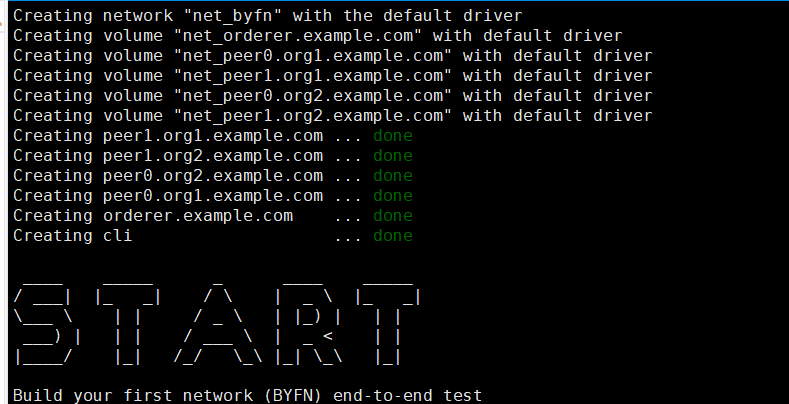 Creating network "net_byfn" with the default driver
Creating volume "net_orderer.example.com" with default driver
Creating volume "net_peer0.org1.example.com" with default driver
Creating volume "net_peer1.org1.example.com" with default driver
Creating volume "net_peer0.org2.example.com" with default driver
Creating volume "net_peer1.org2.example.com" with default driver
Creating peer1.org1.example.com ... done
Creating peer1.org2.example.com ... done
Creating peer0.org2.example.com ... done
Creating peer0.org1.example.com ... done
Creating orderer.example.com    ... done
Creating cli                    ... done
START
Build your first network (BYFN) end-to-end test